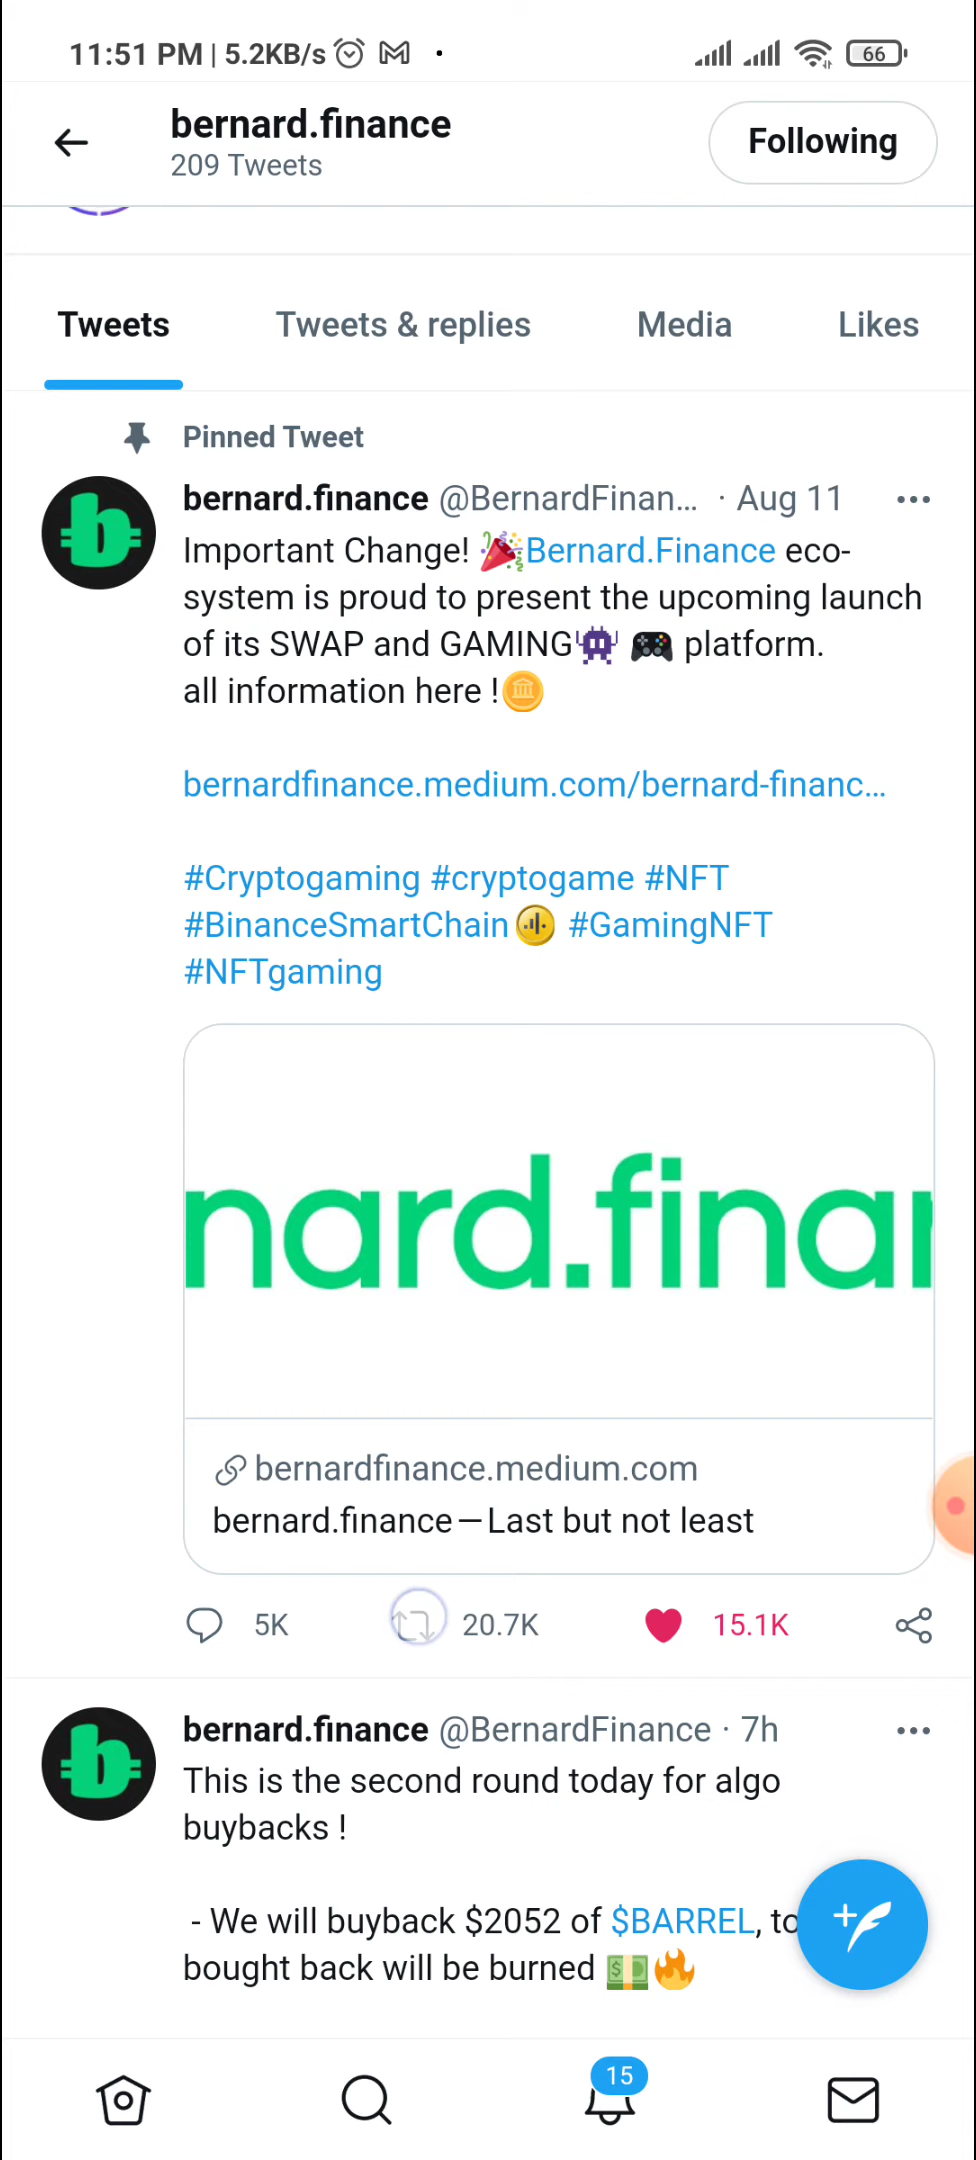 11:51 PM | 5.2KB/s
66
bernard.finance
209 Tweets
Following
Tweets
Tweets & replies
Media
Likes
Pinned Tweet
bernard.finance @BernardFinan... · Aug 11
Important Change! 🎉Bernard.Finance eco-
system is proud to present the upcoming launch
of its SWAP and GAMING👾 🎮 platform.
all information here !
bernardfinance.medium.com/bernard-financ...
#Cryptogaming #cryptogame #NFT
#BinanceSmartChain #GamingNFT
#NFTgaming
nard.finan
bernardfinance.medium.com
bernard.finance — Last but not least
5K
20.7K
15.1K
bernard.finance @BernardFinance · 7h
This is the second round today for algo
buybacks !
- We will buyback $2052 of $BARREL, to
bought back will be burned 💵🔥
15